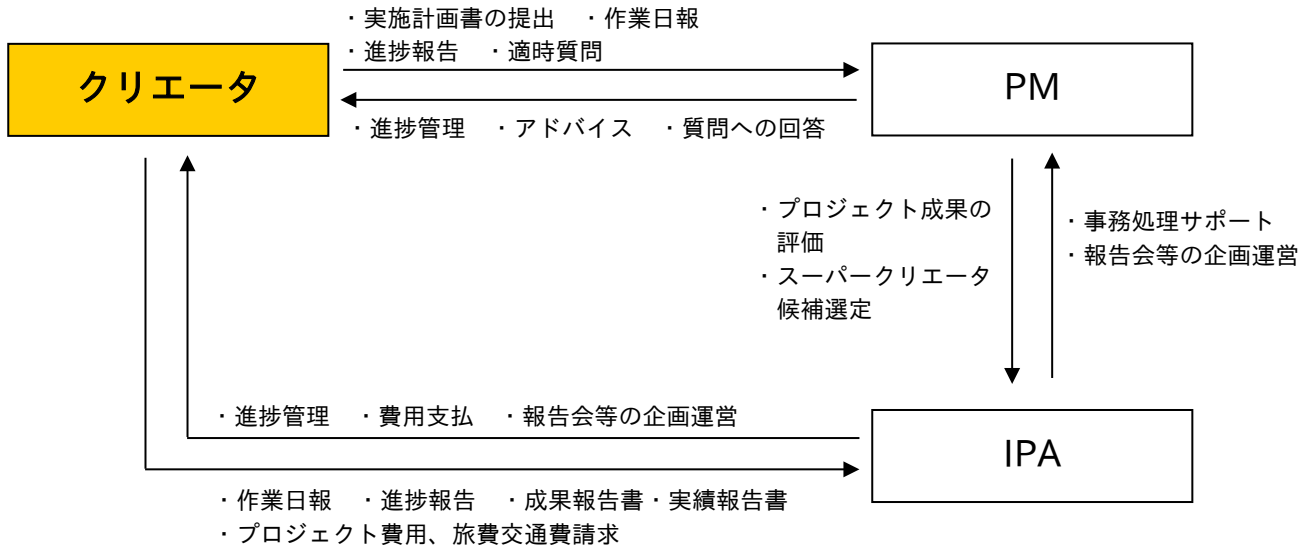 ・実施計画書の提出　・作業日報
・進捗報告　・適時質問
クリエータ
PM
・進捗管理　・アドバイス　・質問への回答
・プロジェクト成果の
評価
・スーパークリエータ
候補選定
・事務処理サポート
・報告会等の企画運営
・進捗管理　・費用支払　・報告会等の企画運営
IPA
・作業日報　・進捗報告　・成果報告書・実績報告書
・プロジェクト費用、旅費交通費請求